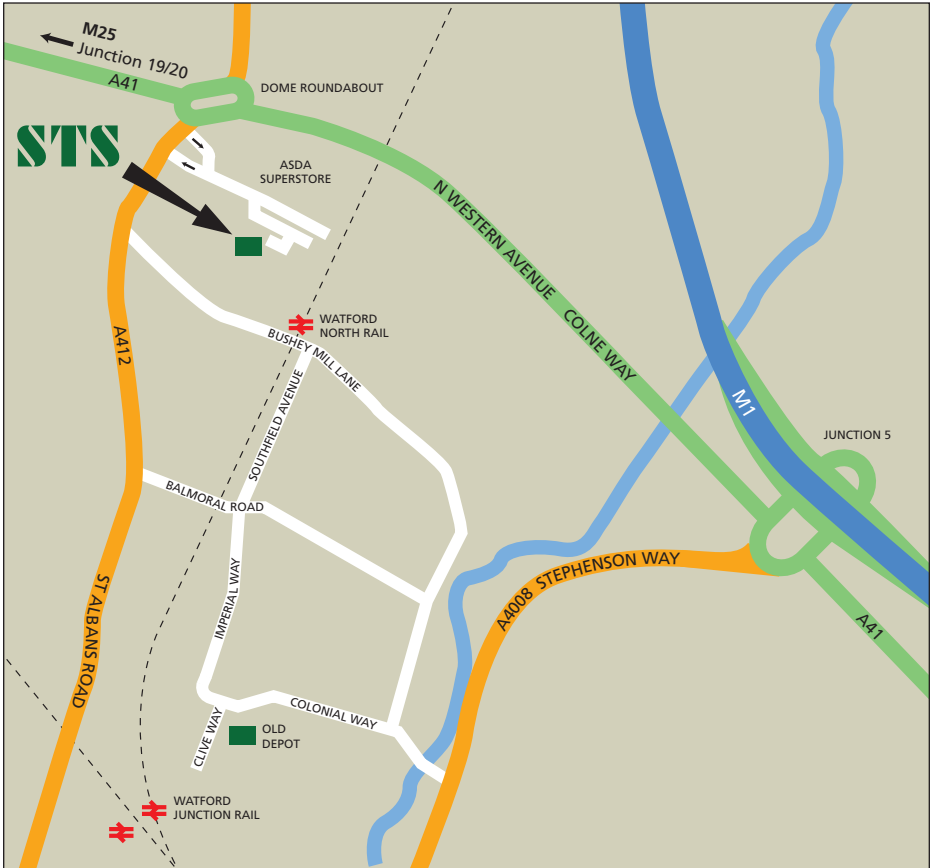 M25
Junction 19/20
A41
DOME ROUNDABOUT
STS
ASDA
SUPERSTORE
N WESTERN AVENUE
COLNE WAY
WATFORD
NORTH RAIL
BUSHEY MILL LANE
A412
SOUTHFIELD AVENUE
M1
JUNCTION 5
BALMORAL ROAD
IMPERIAL WAY
A4008 STEPHENSON WAY
ST ALBANS ROAD
A41
COLONIAL WAY
CLIVE WAY
OLD
DEPOT
WATFORD
JUNCTION RAIL